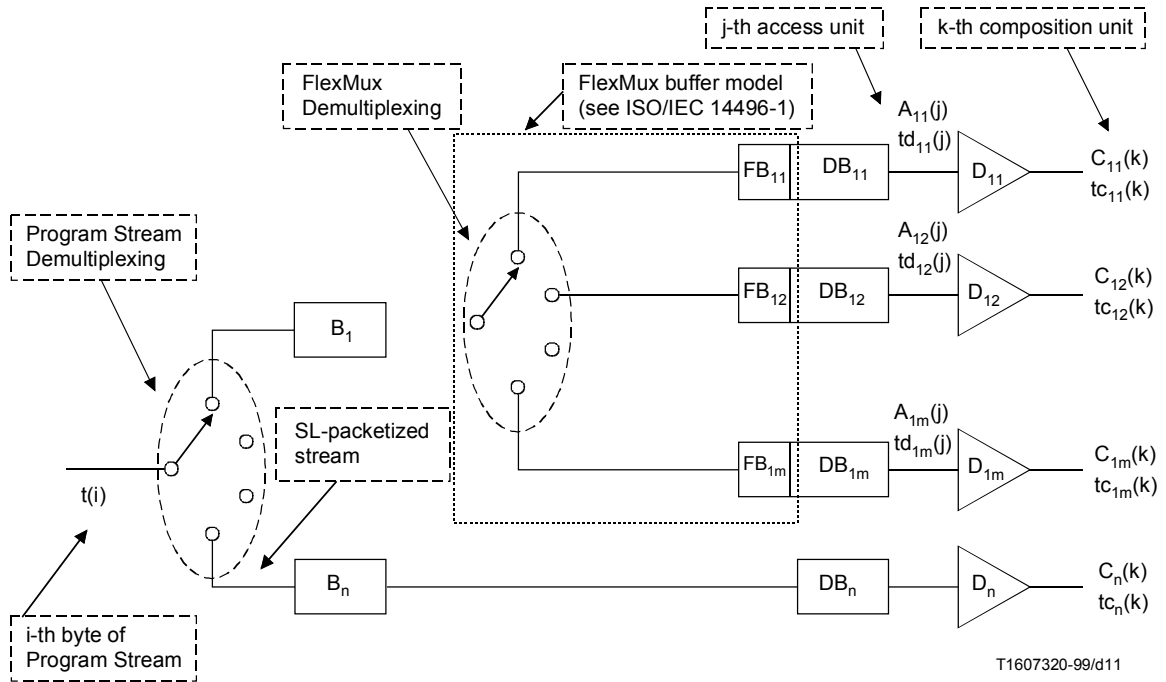 j-th access unit
k-th composition unit
FlexMux
Demultiplexing
FlexMux buffer model
(see ISO/IEC 14496-1)
A11(j)
td11(j)
FB11
DB11
D11
C11(k)
tc11(k)
Program Stream
Demultiplexing
A12(j)
td12(j)
FB12
DB12
D12
C12(k)
tc12(k)
B1
SL-packetized
stream
A1m(j)
td1m(j)
FB1m
DB1m
D1m
C1m(k)
tc1m(k)
t(i)
Bn
DBn
Dn
Cn(k)
tcn(k)
i-th byte of
Program Stream
T1607320-99/d11